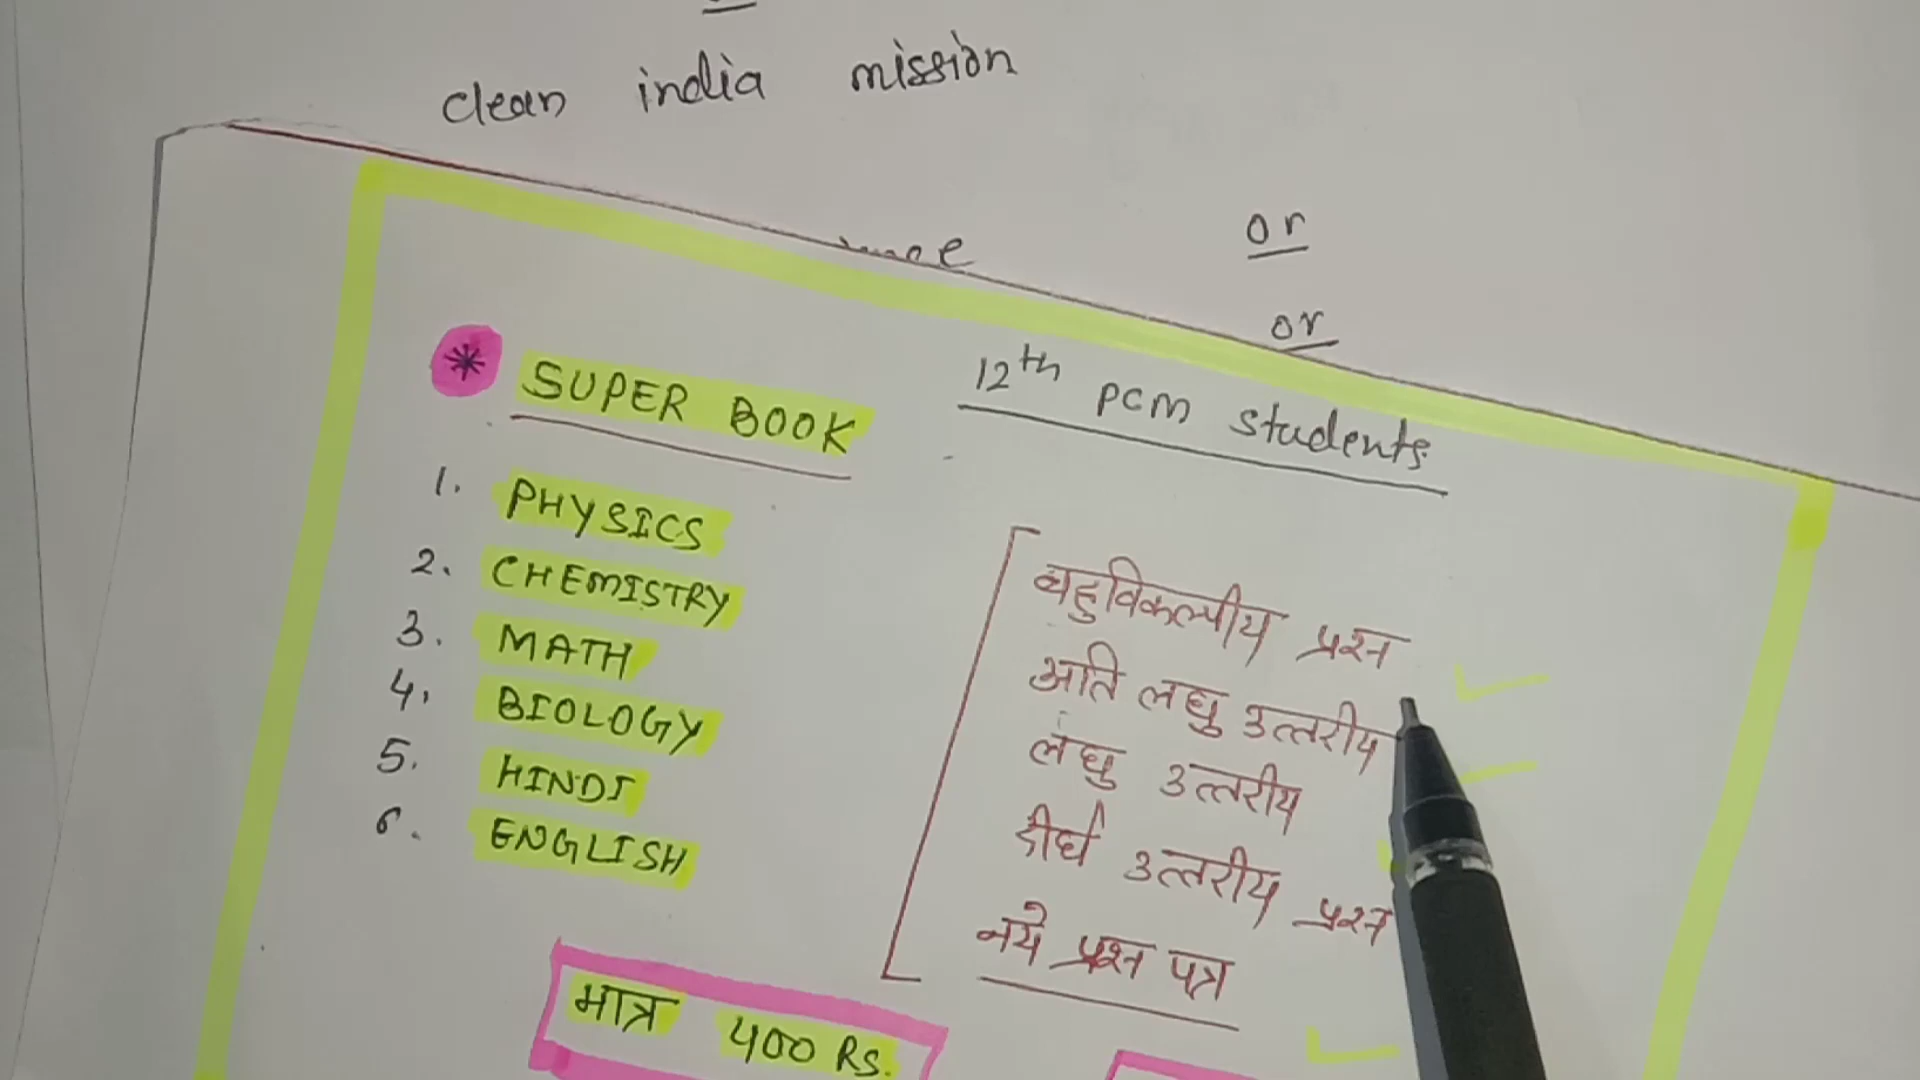 clean india mission
or
or
* SUPER BOOK
12th PCM Students
1. PHYSICS
2. CHEMISTRY
3. MATH
4. BIOLOGY
5. HINDI
6. ENGLISH
बहुविकल्पीय प्रश्न
अति लघु उत्तरीय
लघु उत्तरीय
दीर्घ उत्तरीय प्रश्न
नये प्रश्न पत्र
मात्र 400 RS.